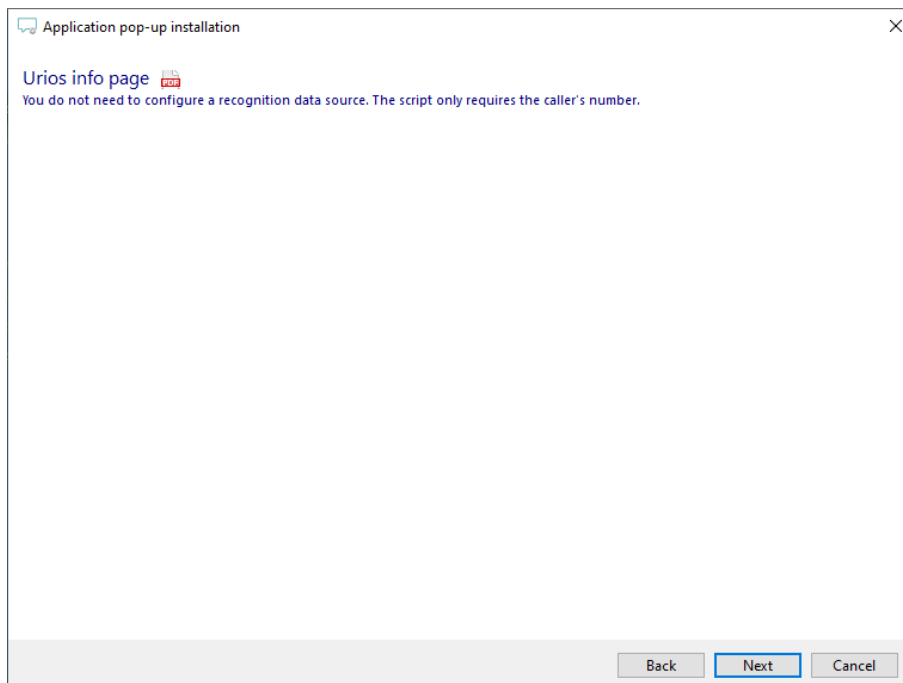 Application pop-up installation
Urios info page PDF
You do not need to configure a recognition data source. The script only requires the caller's number.
Back Next Cancel